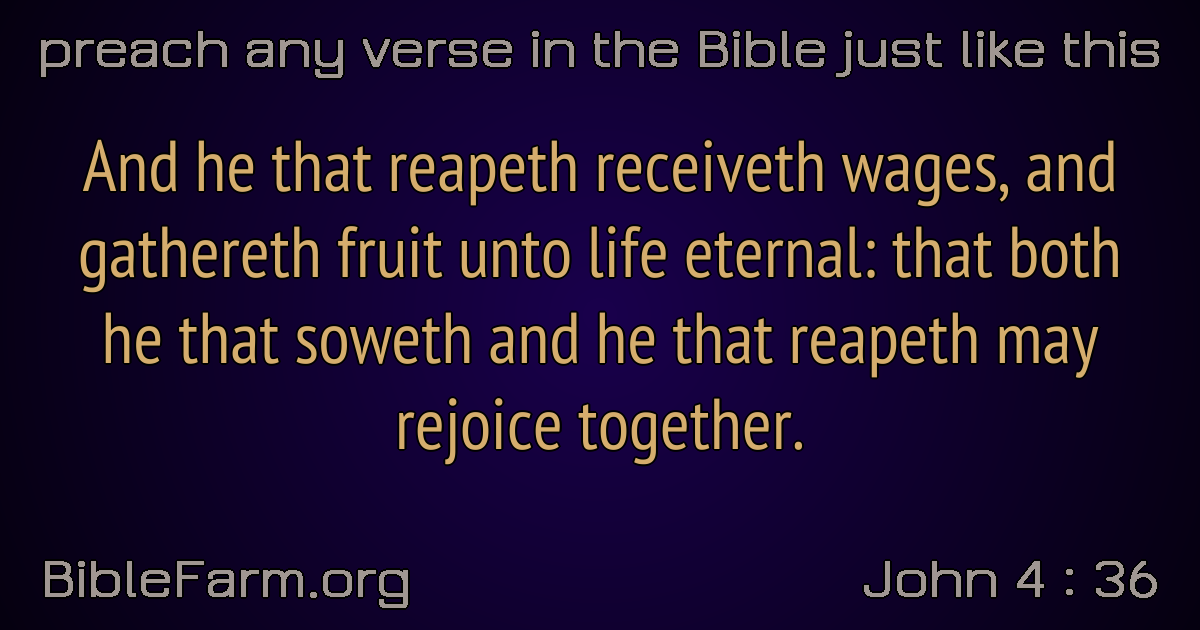 preach any verse in the Bible just like this
And he that reapeth receiveth wages, and
gathereth fruit unto life eternal: that both
he that soweth and he that reapeth may
rejoice together.
BibleFarm.org
John 4 : 36